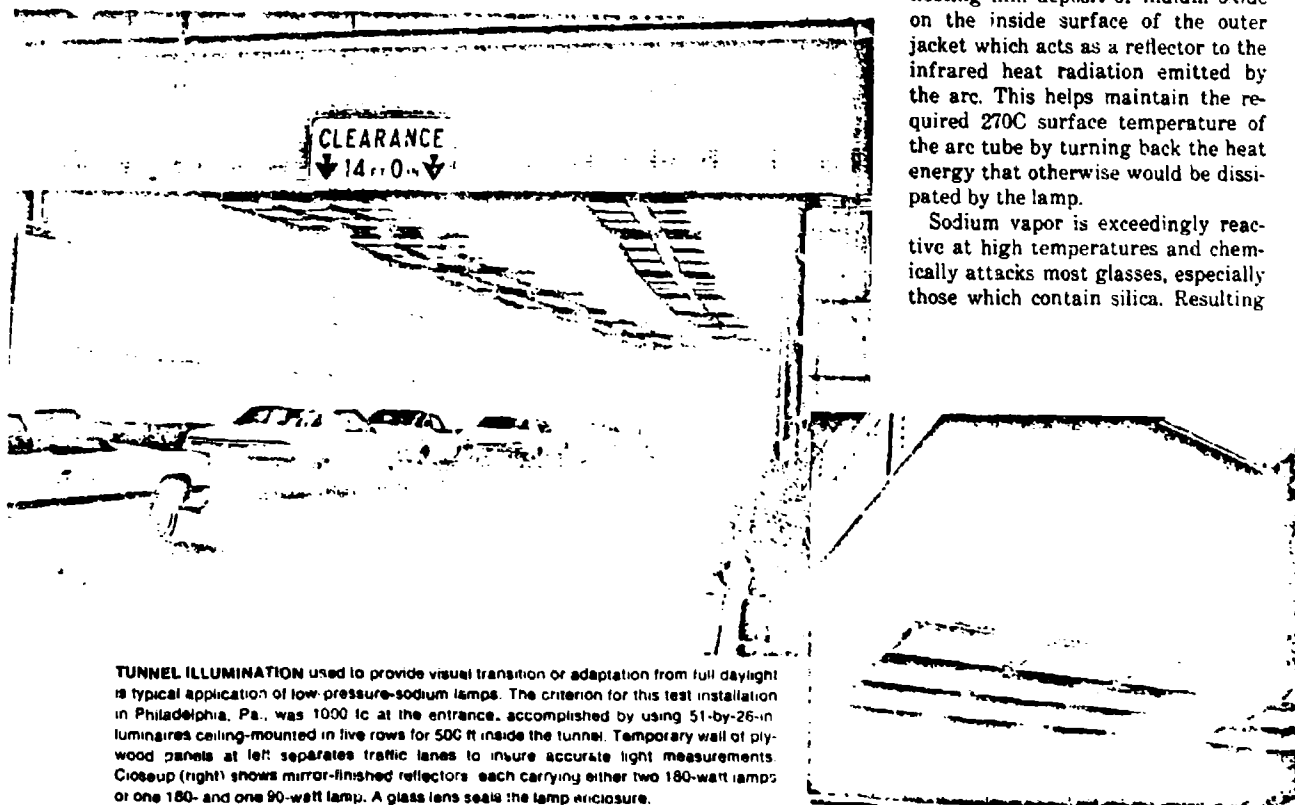 CLEARANCE
14 FT 0 IN
on the inside surface of the outer
jacket which acts as a reflector to the
infrared heat radiation emitted by
the arc. This helps maintain the re-
quired 270C surface temperature of
the arc tube by turning back the heat
energy that otherwise would be dissi-
pated by the lamp.
Sodium vapor is exceedingly reac-
tive at high temperatures and chem-
ically attacks most glasses, especially
those which contain silica. Resulting
TUNNEL ILLUMINATION used to provide visual transition or adaptation from full daylight
is typical application of low-pressure-sodium lamps. The criterion for this test installation
in Philadelphia, Pa., was 1000 fc at the entrance, accomplished by using 51-by-26-in
luminaires ceiling-mounted in five rows for 500 ft inside the tunnel. Temporary wall of ply-
wood panels at left separates traffic lanes to insure accurate light measurements.
Closeup (right) shows mirror-finished reflectors each carrying either two 180-watt lamps
or one 180- and one 90-watt lamp. A glass lens seals the lamp enclosure.